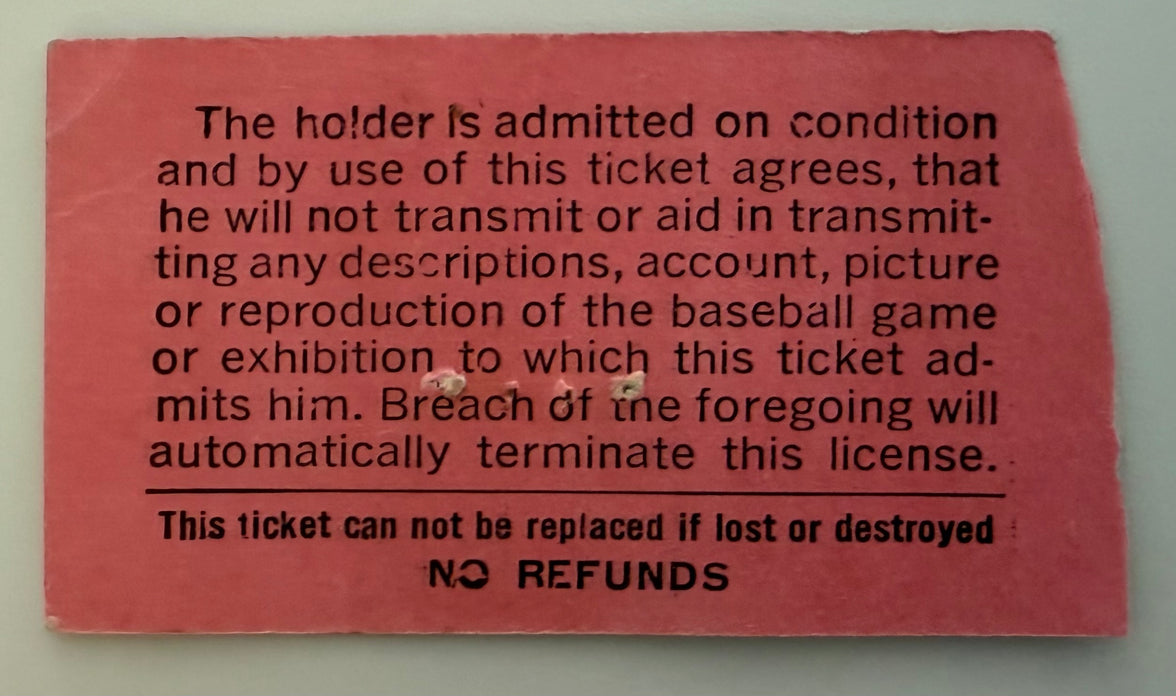 The holder is admitted on condition
and by use of this ticket agrees, that
he will not transmit or aid in transmit-
ting any descriptions, account, picture
or reproduction of the baseball game
or exhibition to which this ticket ad-
mits him. Breach of the foregoing will
automatically terminate this license.
This ticket can not be replaced if lost or destroyed
NO REFUNDS